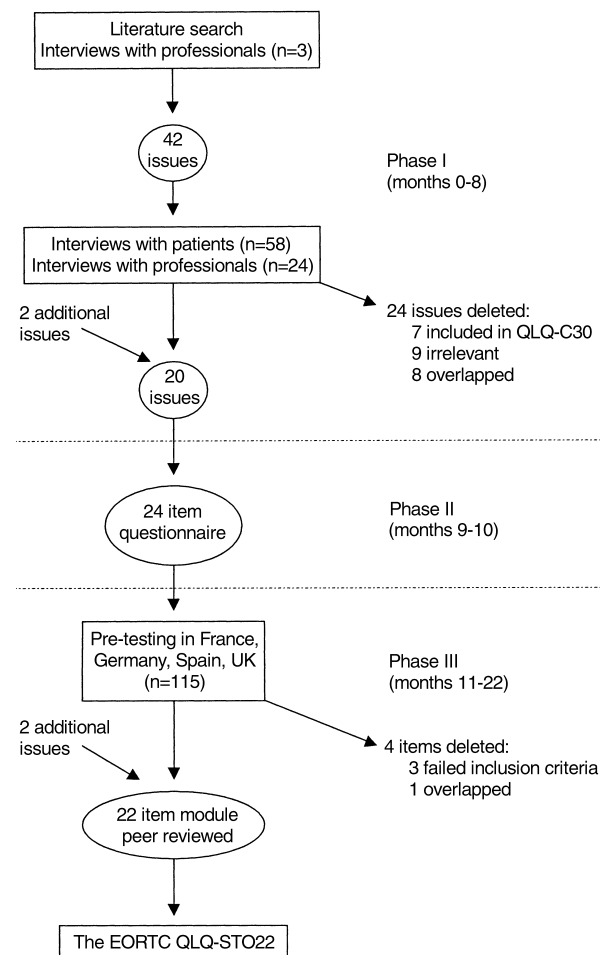 Literature search
Interviews with professionals (n=3)
42
issues
Phase I
(months 0-8)
Interviews with patients (n=58)
Interviews with professionals (n=24)
2 additional
issues
24 issues deleted:
7 included in QLQ-C30
9 irrelevant
8 overlapped
20
issues
24 item
questionnaire
Phase II
(months 9-10)
Pre-testing in France,
Germany, Spain, UK
(n=115)
Phase III
(months 11-22)
2 additional
issues
4 items deleted:
3 failed inclusion criteria
1 overlapped
22 item module
peer reviewed
The EORTC QLQ-STO22